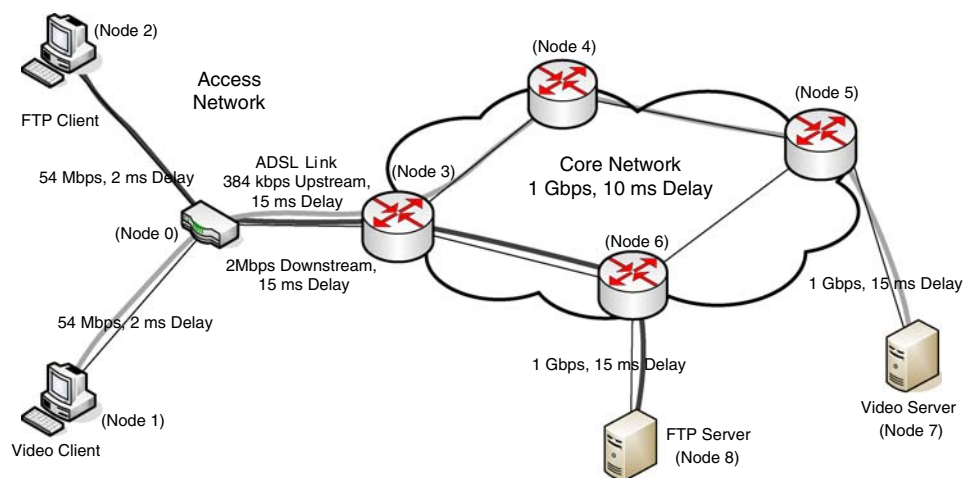 (Node 2)
FTP Client
Access
Network
54 Mbps, 2 ms Delay
ADSL Link
384 kbps Upstream,
15 ms Delay
(Node 0)
2Mbps Downstream,
15 ms Delay
54 Mbps, 2 ms Delay
(Node 1)
Video Client
(Node 3)
(Node 4)
(Node 5)
Core Network
1 Gbps, 10 ms Delay
(Node 6)
1 Gbps, 15 ms Delay
1 Gbps, 15 ms Delay
FTP Server
(Node 8)
Video Server
(Node 7)